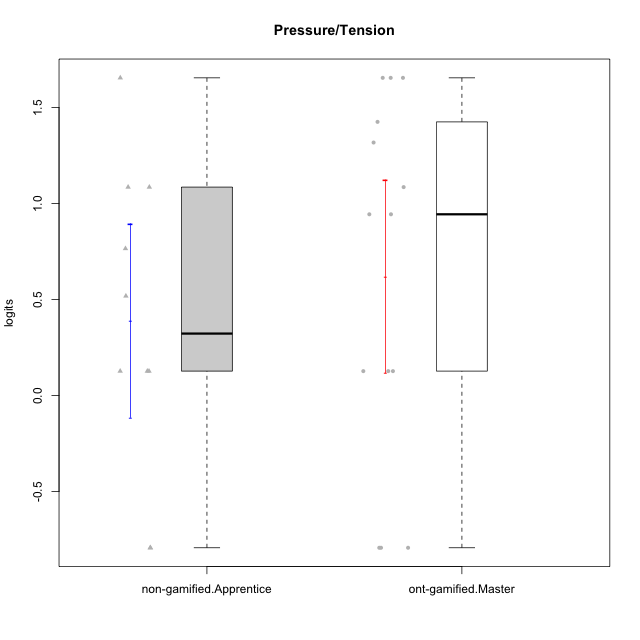 Pressure/Tension
logits
1.5
1.0
0.5
0.0
-0.5
non-gamified.Apprentice
ont-gamified.Master